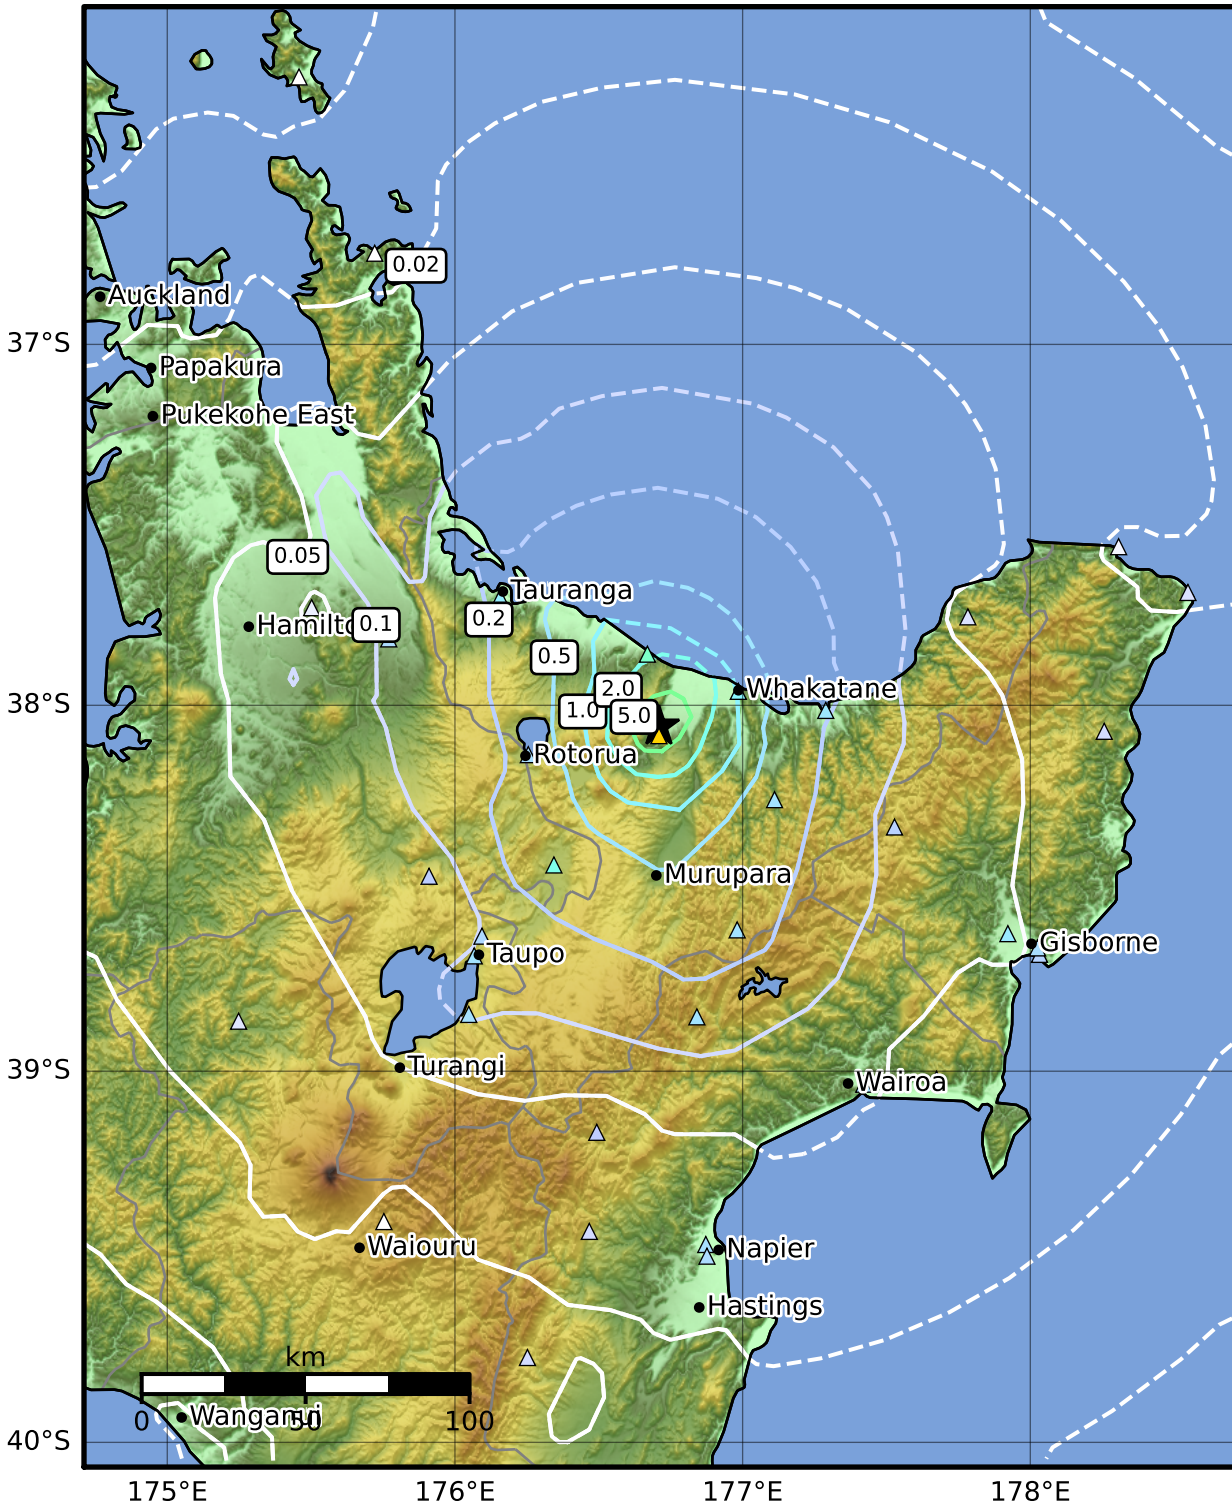 0.02
Auckland
37°S
Papakura
Pukekohe East
0.05
Tauranga
Hamilto
0.1
0.2
0.5
2.0
Whakatane
38°S
1.0
5.0
Rotorua
Murupara
Gisborne
Taupo
39°S
Turangi
Wairoa
Waiouru
Napier
Hastings
km
0
50
100
Wanganui
40°S
175°E
176°E
177°E
178°E